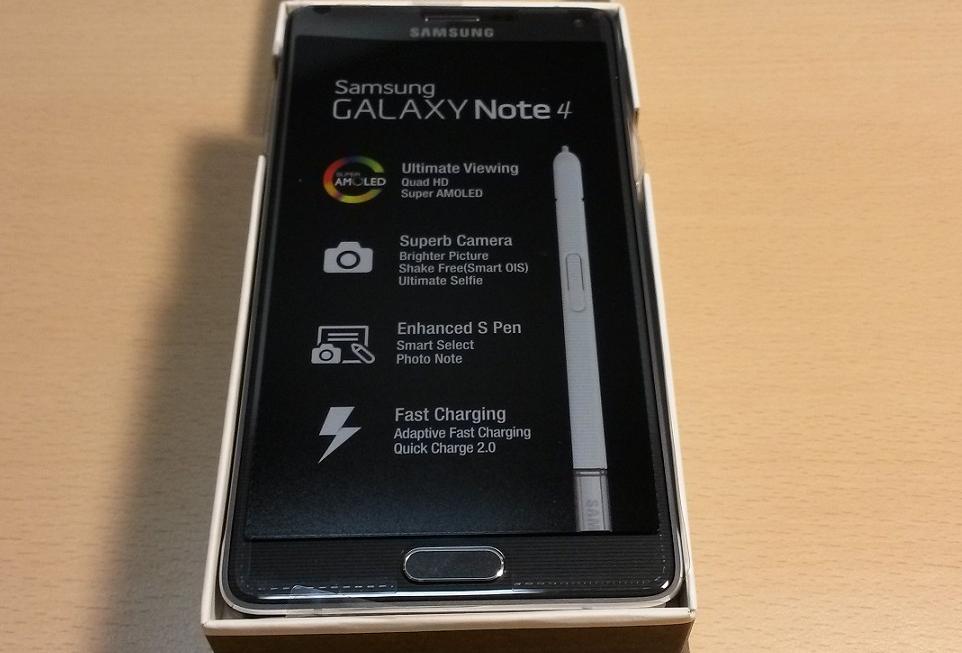 SAMSUNG
Samsung
GALAXY Note 4
SUPER
AMOLED
Ultimate Viewing
Quad HD
Super AMOLED
Superb Camera
Brighter Picture
Shake Free(Smart OIS)
Ultimate Selfie
Enhanced S Pen
Smart Select
Photo Note
Fast Charging
Adaptive Fast Charging
Quick Charge 2.0
SAM